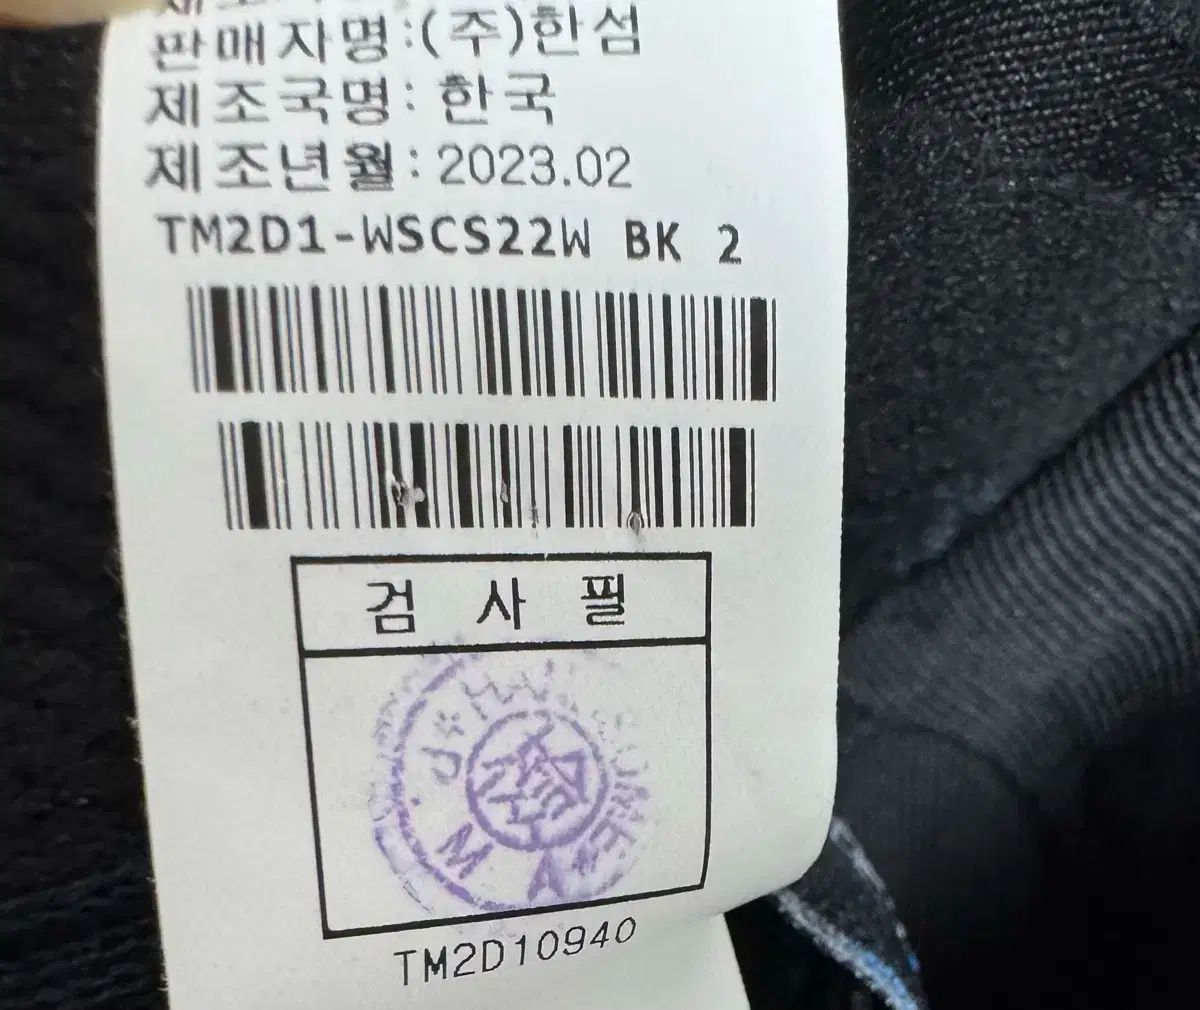 판매자명:(주)한섬
제조국명: 한국
제조년월: 2023.02
TM2D1-WSCS22W BK 2
검 사 필
TM2D10940